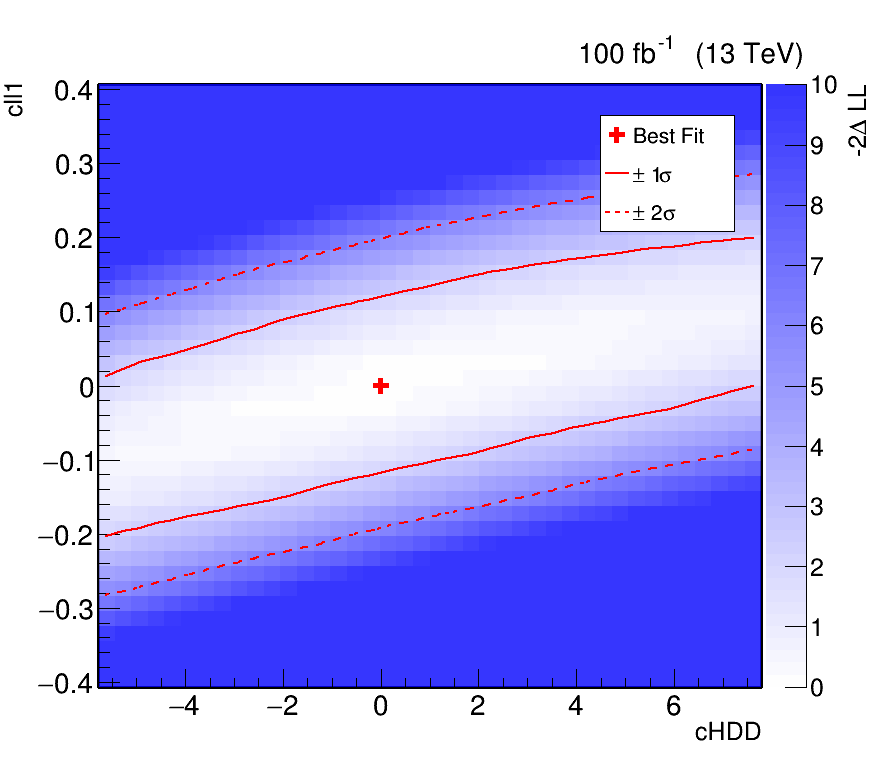 100 fb⁻¹ (13 TeV)
cll1
0.4
0.3
0.2
0.1
0
−0.1
−0.2
−0.3
−0.4
Best Fit
± 1σ
± 2σ
−4 −2 0 2 4 6
cHDD
10
9
8
7
6
5
4
3
2
1
0
-2Δ LL